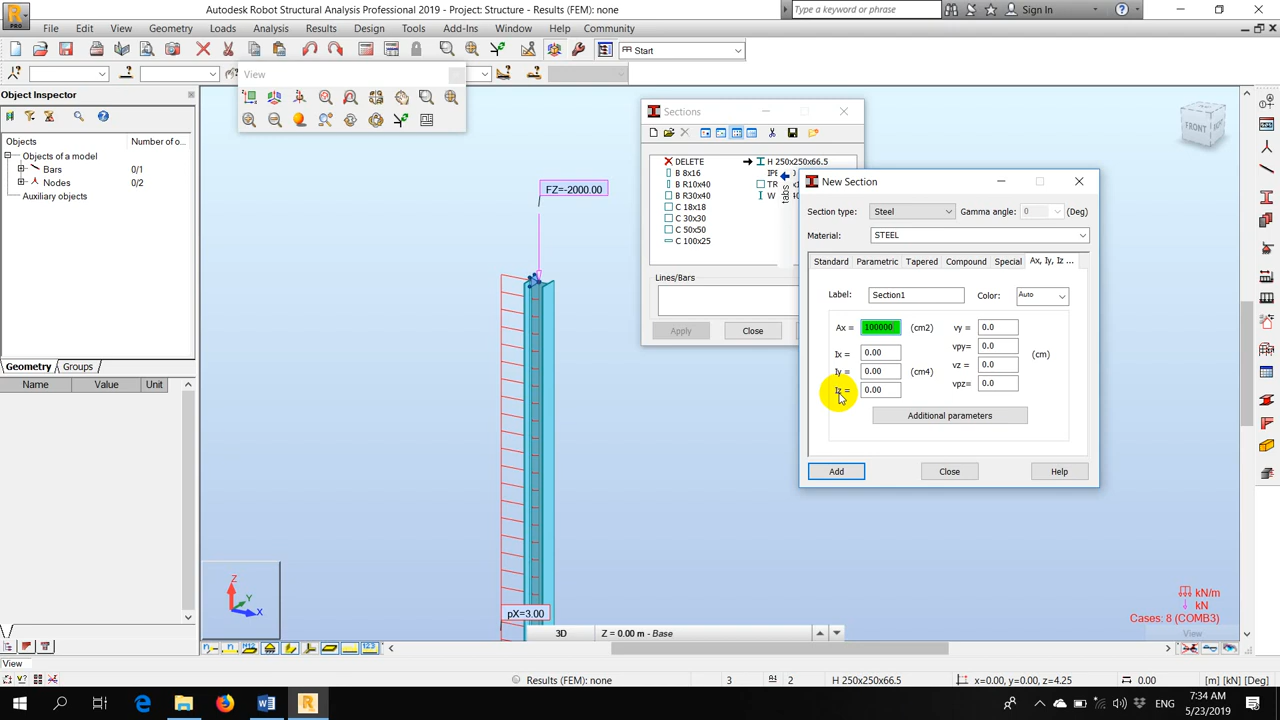 Autodesk Robot Structural Analysis Professional 2019 - Project: Structure - Results (FEM): none
Type a keyword or phrase
Sign In
PRO
File Edit View Geometry Loads Analysis Results Design Tools Add-Ins Window Help Community
Start
View
Object Inspector
Objects Number of o...
Objects of a model
Bars 0/1
Nodes 0/2
Auxiliary objects
Geometry Groups
Name Value Unit
FZ=-2000.00
pX=3.00
FRONT
Sections
DELETE
B 8x16
B R10x40
B R30x40
C 18x18
C 30x30
C 50x50
C 100x25
H 250x250x66.5
IPE
TR
W
tabs
Lines/Bars
Apply Close
New Section
Section type: Steel Gamma angle: 0 (Deg)
Material: STEEL
Standard Parametric Tapered Compound Special Ax, Iy, Iz ...
Label: Section1 Color: Auto
Ax = 100000 (cm2) vy = 0.0
Ix = 0.00 vpy= 0.0 (cm)
Iy = 0.00 (cm4) vz = 0.0
Iz = 0.00 vpz= 0.0
Additional parameters
Add Close Help
Z
Y
X
kN/m
kN
Cases: 8 (COMB3)
3D Z = 0.00 m - Base
View
View
Results (FEM): none 3 2 H 250x250x66.5 x=0.00, y=0.00, z=4.25 0.00 [m] [kN] [Deg]
ENG
7:34 AM
5/23/2019